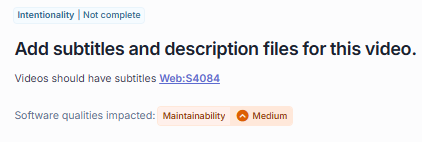 Intentionality | Not complete
Add subtitles and description files for this video.
Videos should have subtitles Web:S4084
Software qualities impacted: Maintainability Medium